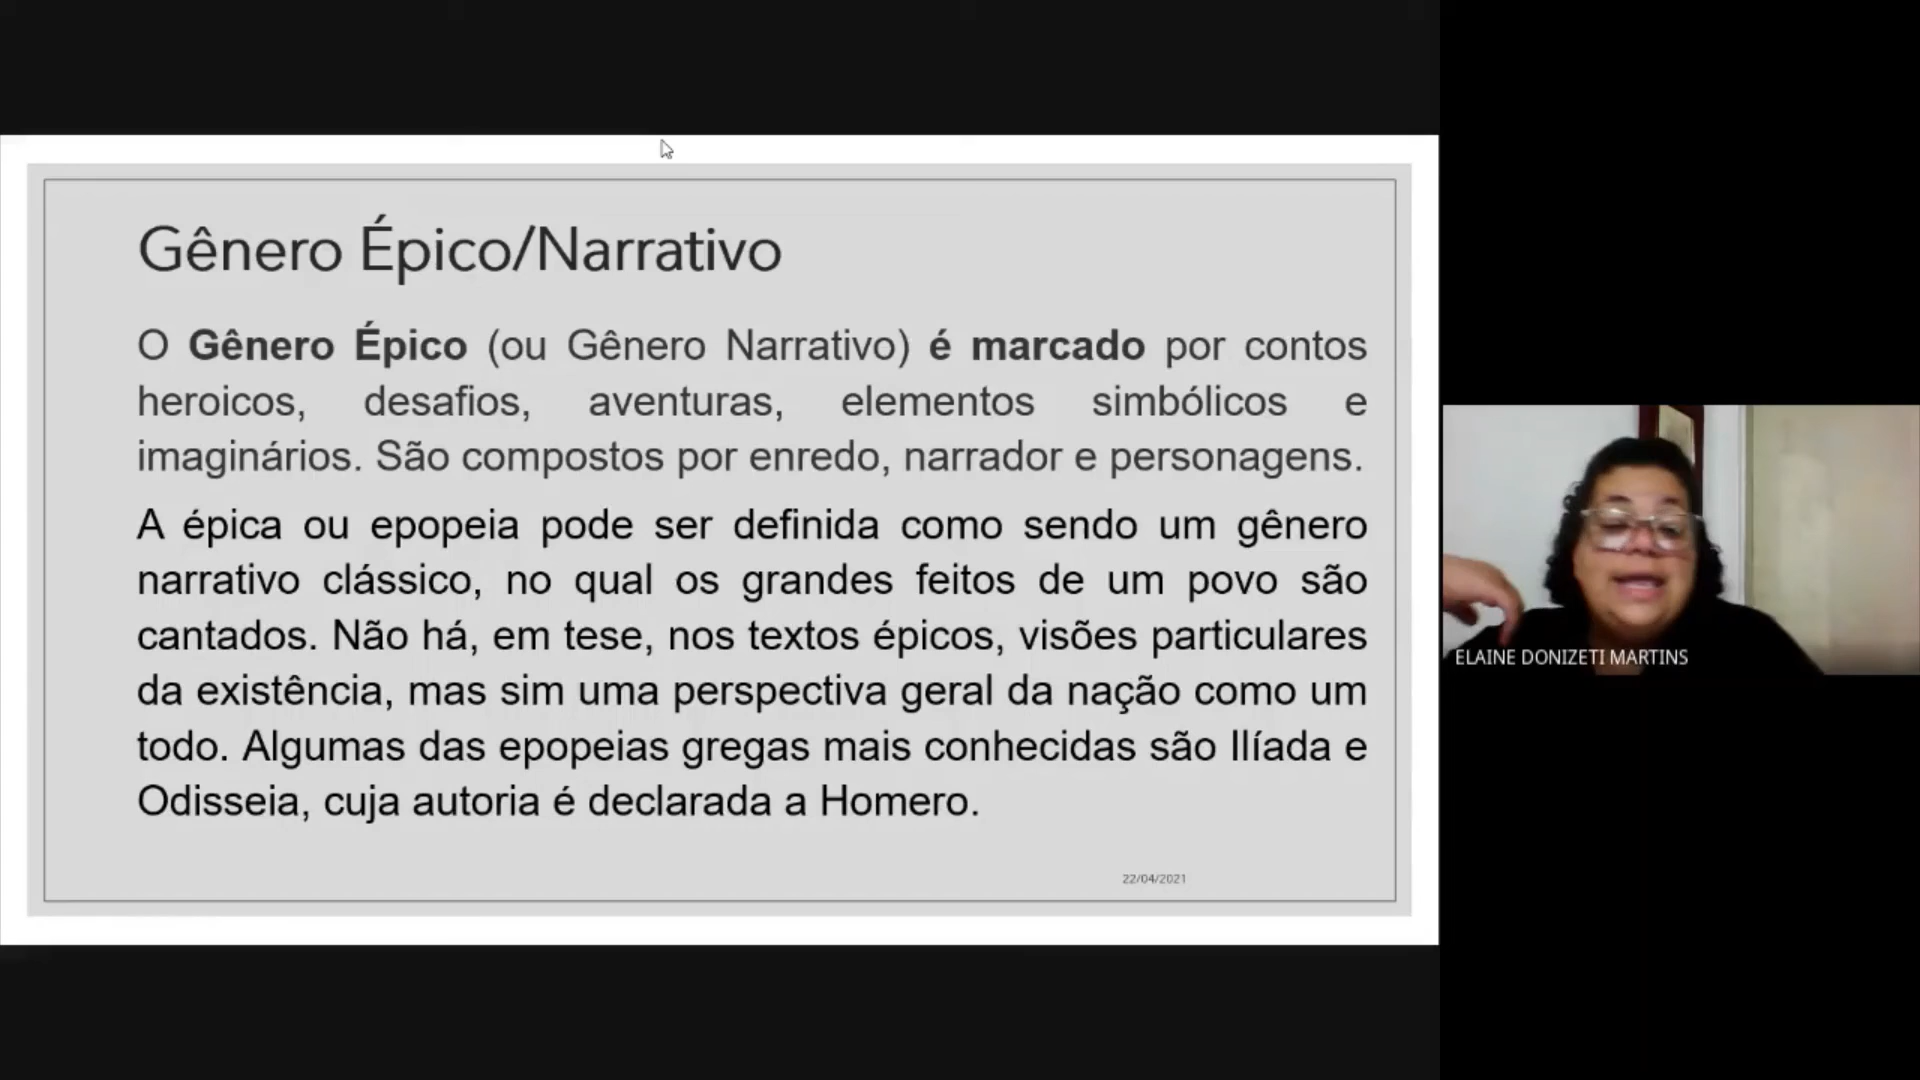 Gênero Épico/Narrativo
O Gênero Épico (ou Gênero Narrativo) é marcado por contos
heroicos, desafios, aventuras, elementos simbólicos e
imaginários. São compostos por enredo, narrador e personagens.
A épica ou epopeia pode ser definida como sendo um gênero
narrativo clássico, no qual os grandes feitos de um povo são
cantados. Não há, em tese, nos textos épicos, visões particulares
da existência, mas sim uma perspectiva geral da nação como um
todo. Algumas das epopeias gregas mais conhecidas são Ilíada e
Odisseia, cuja autoria é declarada a Homero.
22/04/2021
ELAINE DONIZETI MARTINS